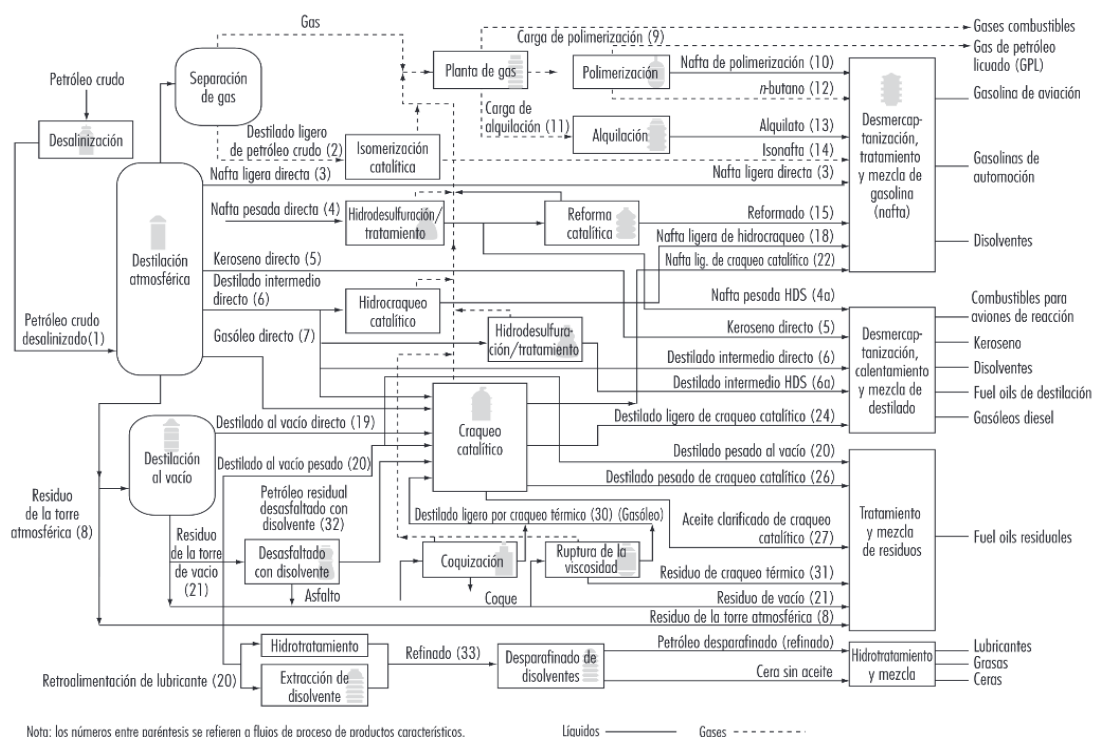 Gas
Gases combustibles
Carga de polimerización (9)
Gas de petróleo
licuado (GPL)
Petróleo crudo
Separación
de gas
Planta de gas
Polimerización
Nafta de polimerización (10)
n-butano (12)
Gasolina de aviación
Desalinización
Destilado ligero
de petróleo crudo (2)
Carga de
alquilación (11)
Alquilación
Alquilato (13)
Isonafta (14)
Desmercap-
tanización,
tratamiento
y mezcla de
gasolina
(nafta)
Isomerización
catalítica
Gasolinas de
automoción
Nafta ligera directa (3)
Nafta ligera directa (3)
Nafta pesada directa (4)
Hidrodesulfuración/
tratamiento
Reforma
catalítica
Reformado (15)
Nafta ligera de hidrocraqueo (18)
Nafta lig. de craqueo catalítico (22)
Disolventes
Destilación
atmosférica
Keroseno directo (5)
Destilado intermedio
directo (6)
Hidrocraqueo
catalítico
Nafta pesada HDS (4a)
Combustibles para
aviones de reacción
Petróleo crudo
desalinizado(1)
Gasóleo directo (7)
Hidrodesulfura-
ción/tratamiento
Keroseno directo (5)
Destilado intermedio directo (6)
Destilado intermedio HDS (6a)
Desmercap-
tanización,
calentamiento
y mezcla de
destilado
Keroseno
Disolventes
Fuel oils de destilación
Gasóleos diesel
Destilado al vacío directo (19)
Craqueo
catalítico
Destilado ligero de craqueo catalítico (24)
Destilación
al vacío
Destilado al vacío pesado (20)
Destilado pesado al vacío (20)
Destilado pesado de craqueo catalítico (26)
Residuo
de la torre
atmosférica (8)
Petróleo residual
desasfaltado con
disolvente (32)
Destilado ligero por craqueo térmico (30) (Gasóleo)
Aceite clarificado de craqueo
catalítico (27)
Tratamiento
y mezcla
de residuos
Fuel oils residuales
Residuo
de la torre
de vacio
(21)
Desasfaltado
con disolvente
Coquización
Ruptura de la
viscosidad
Residuo de craqueo térmico (31)
Asfalto
Coque
Residuo de vacío (21)
Residuo de la torre atmosférica (8)
Hidrotratamiento
Refinado (33)
Petróleo desparafinado (refinado)
Lubricantes
Retroalimentación de lubricante (20)
Extracción de
disolvente
Desparafinado de
disolventes
Cera sin aceite
Hidrotratamiento
y mezcla
Grasas
Ceras
Nota: los números entre paréntesis se refieren a flujos de proceso de productos característicos.
Líquidos
Gases